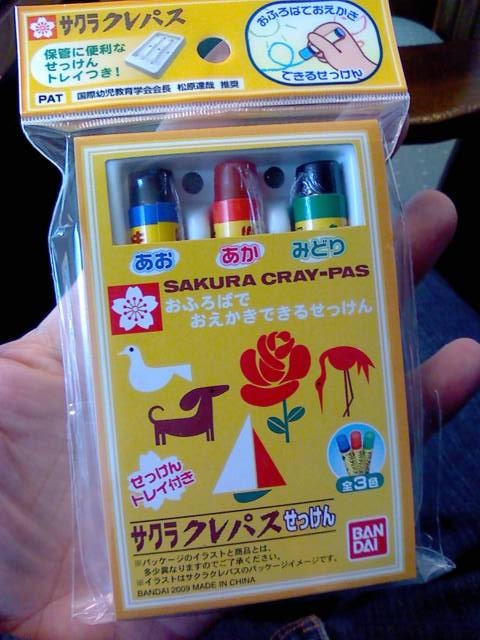 サクラクレパス
保管に便利な
せっけん
トレイつき！
おふろばでおえかき
できるせっけん
PAT 国際幼児教育学会会長 松原達哉 推奨
あお あか みどり
SAKURA CRAY-PAS
おふろばで
おえかきできるせっけん
せっけん
トレイ付き
全3色
サクラクレパスせっけん
BAN
DAI
※パッケージのイラストと商品とは、
多少異なりますのでご了承ください。
※イラストはサクラクレパスのパッケージイメージです。
BANDAI 2009 MADE IN CHINA